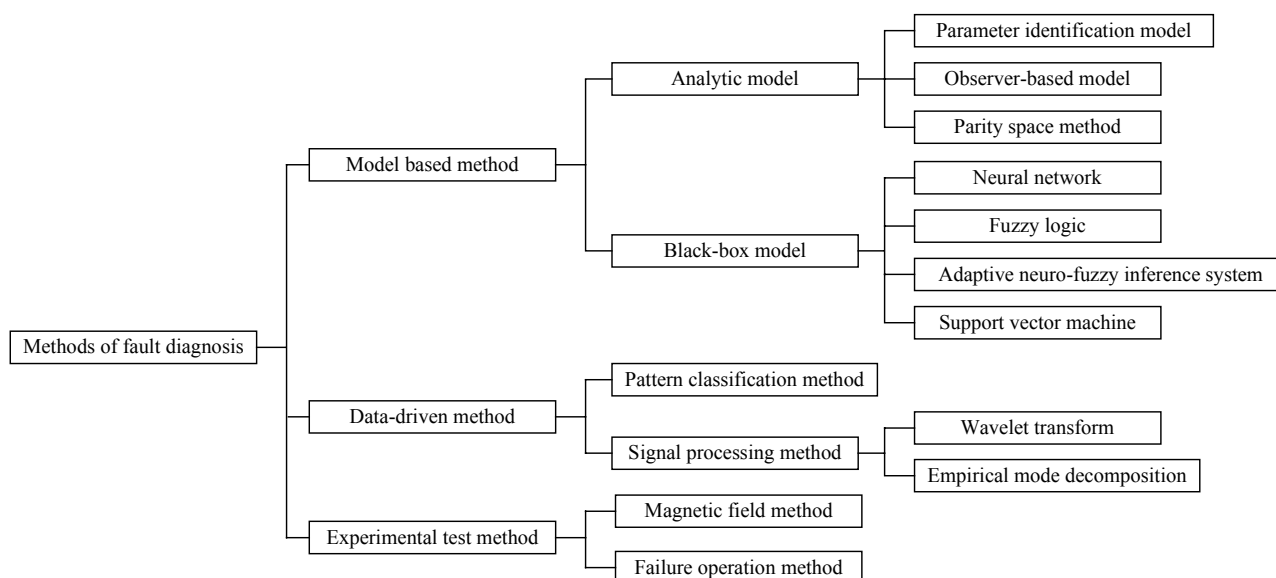 Methods of fault diagnosis
Model based method
Analytic model
Parameter identification model
Observer-based model
Parity space method
Black-box model
Neural network
Fuzzy logic
Adaptive neuro-fuzzy inference system
Support vector machine
Data-driven method
Pattern classification method
Signal processing method
Wavelet transform
Empirical mode decomposition
Experimental test method
Magnetic field method
Failure operation method